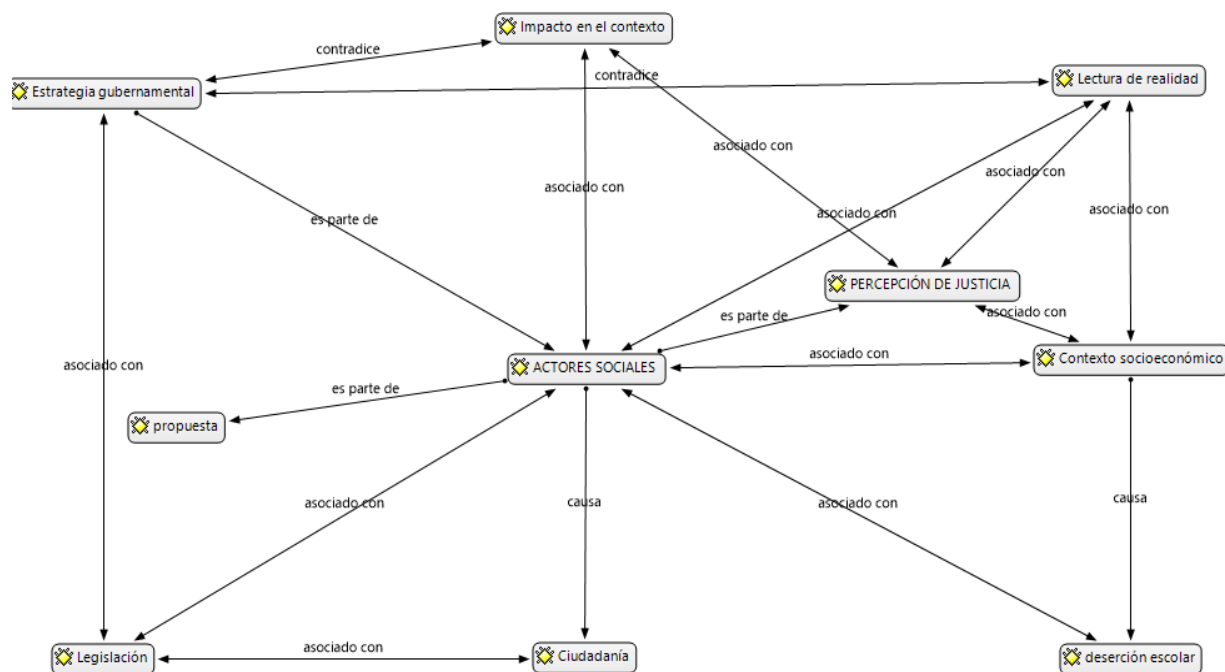 Impacto en el contexto
contradice
Estrategia gubernamental
contradice
Lectura de realidad
asociado con
asociado con
asociado con
asociado con
asociado con
es parte de
PERCEPCIÓN DE JUSTICIA
es parte de
asociado con
asociado con
ACTORES SOCIALES
asociado con
Contexto socioeconómico
es parte de
propuesta
asociado con
causa
asociado con
causa
Legislación
asociado con
Ciudadanía
deserción escolar